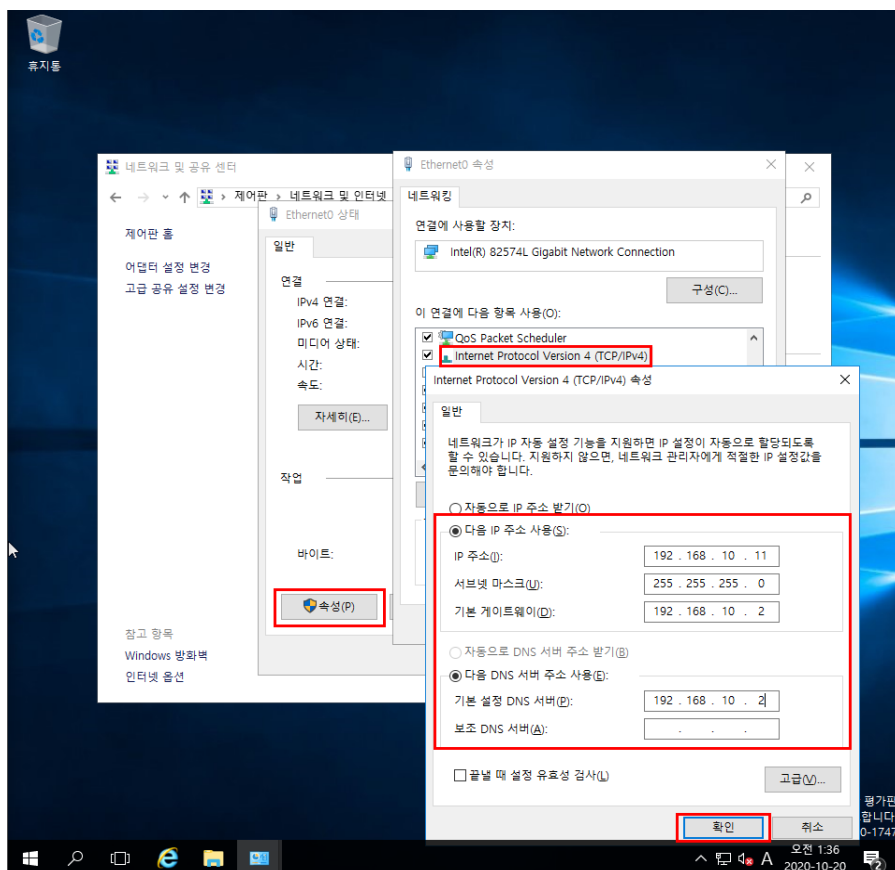 휴지통
네트워크 및 공유 센터
제어판 > 네트워크 및 인터넷
제어판 홈
어댑터 설정 변경
고급 공유 설정 변경
참고 항목
Windows 방화벽
인터넷 옵션
Ethernet0 상태
일반
연결
IPv4 연결:
IPv6 연결:
미디어 상태:
시간:
속도:
자세히(E)...
작업
바이트:
속성(P)
Ethernet0 속성
네트워킹
연결에 사용할 장치:
Intel(R) 82574L Gigabit Network Connection
구성(C)...
이 연결에 다음 항목 사용(O):
QoS Packet Scheduler
Internet Protocol Version 4 (TCP/IPv4)
Internet Protocol Version 4 (TCP/IPv4) 속성
일반
네트워크가 IP 자동 설정 기능을 지원하면 IP 설정이 자동으로 할당되도록
할 수 있습니다. 지원하지 않으면, 네트워크 관리자에게 적절한 IP 설정값을
문의해야 합니다.
자동으로 IP 주소 받기(O)
다음 IP 주소 사용(S):
IP 주소(I): 192 . 168 . 10 . 11
서브넷 마스크(U): 255 . 255 . 255 . 0
기본 게이트웨이(D): 192 . 168 . 10 . 2
자동으로 DNS 서버 주소 받기(B)
다음 DNS 서버 주소 사용(E):
기본 설정 DNS 서버(P): 192 . 168 . 10 . 2
보조 DNS 서버(A): . . .
끝낼 때 설정 유효성 검사(L)
고급(V)...
확인 취소
평가판
합니다
0-1747
A
오전 1:36
2020-10-20
2